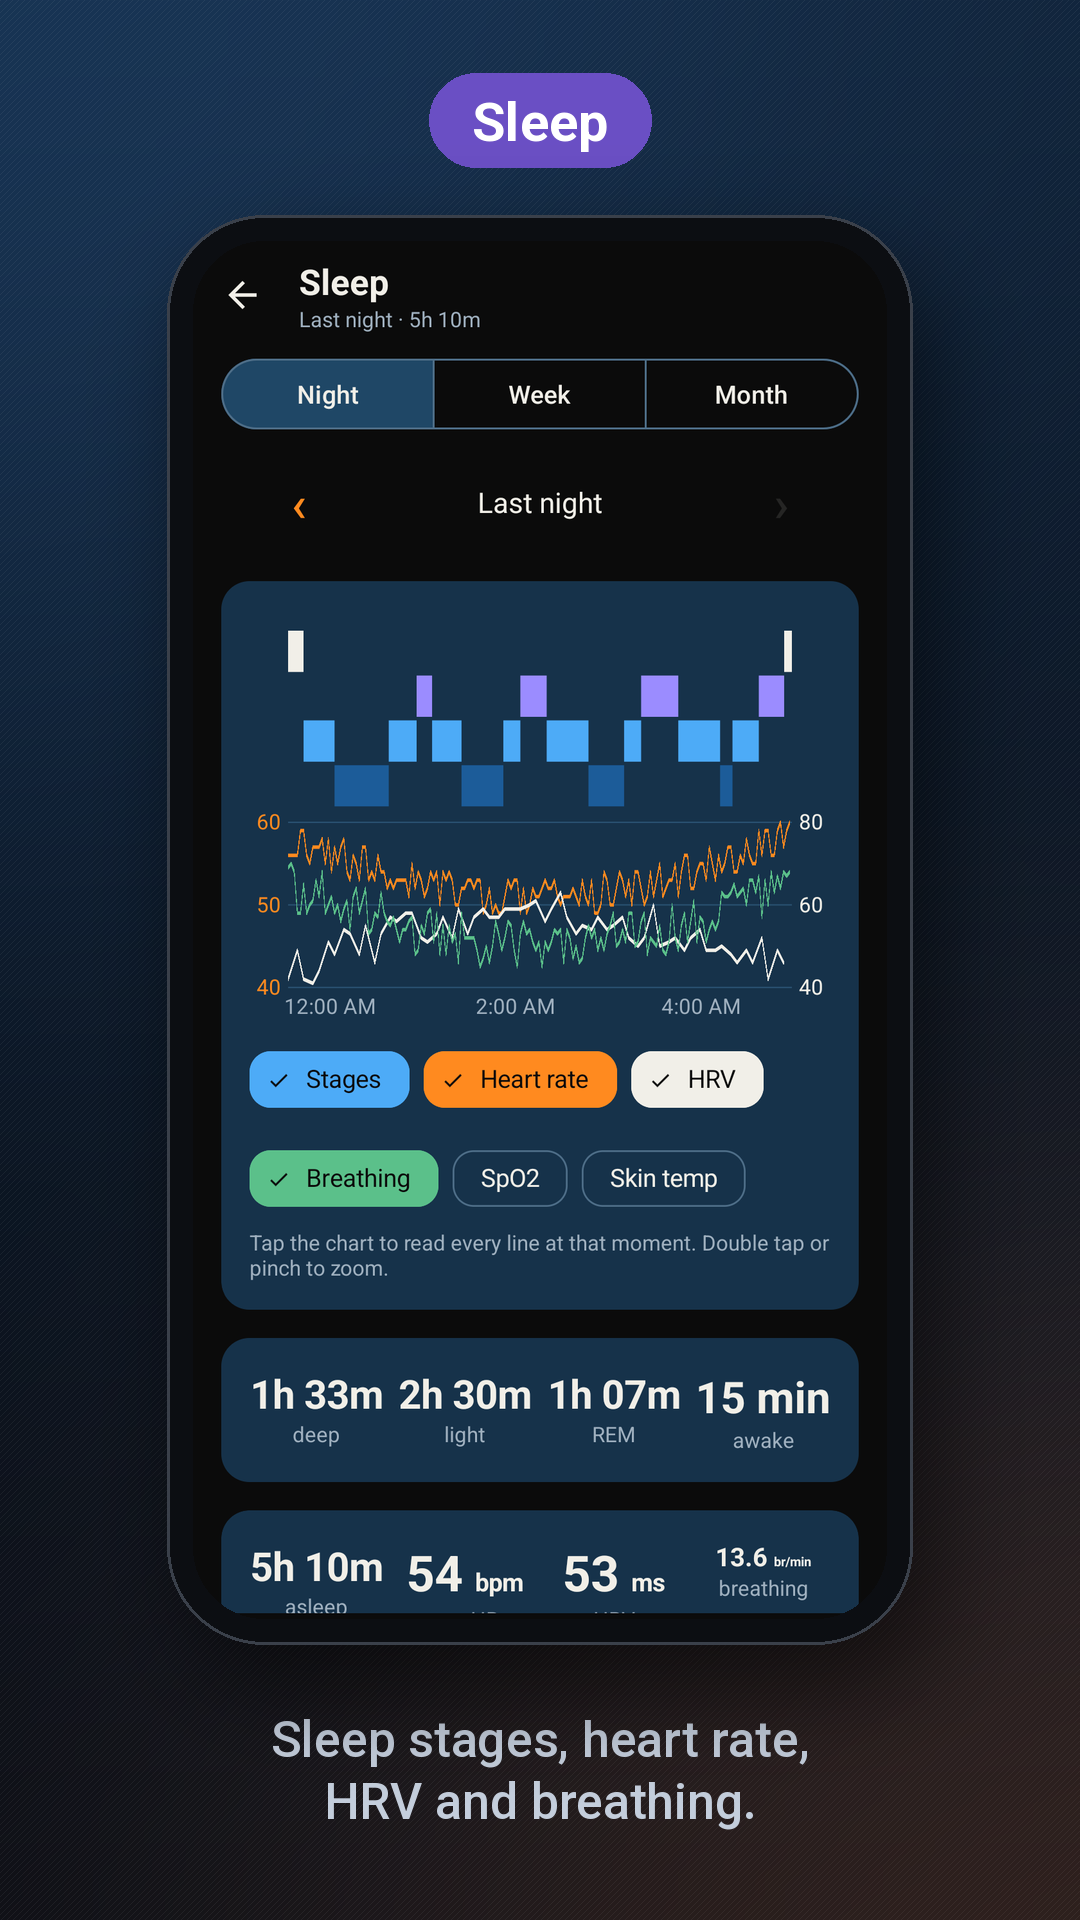 Sleep
Sleep
Last night · 5h 10m
Night Week Month
‹ Last night ›
60 80
50 60
40 40
12:00 AM 2:00 AM 4:00 AM
✓ Stages ✓ Heart rate ✓ HRV
✓ Breathing SpO2 Skin temp
Tap the chart to read every line at that moment. Double tap or
pinch to zoom.
1h 33m 2h 30m 1h 07m 15 min
deep light REM awake
5h 10m 54 bpm 53 ms 13.6 br/min
asleep breathing
Sleep stages, heart rate,
HRV and breathing.